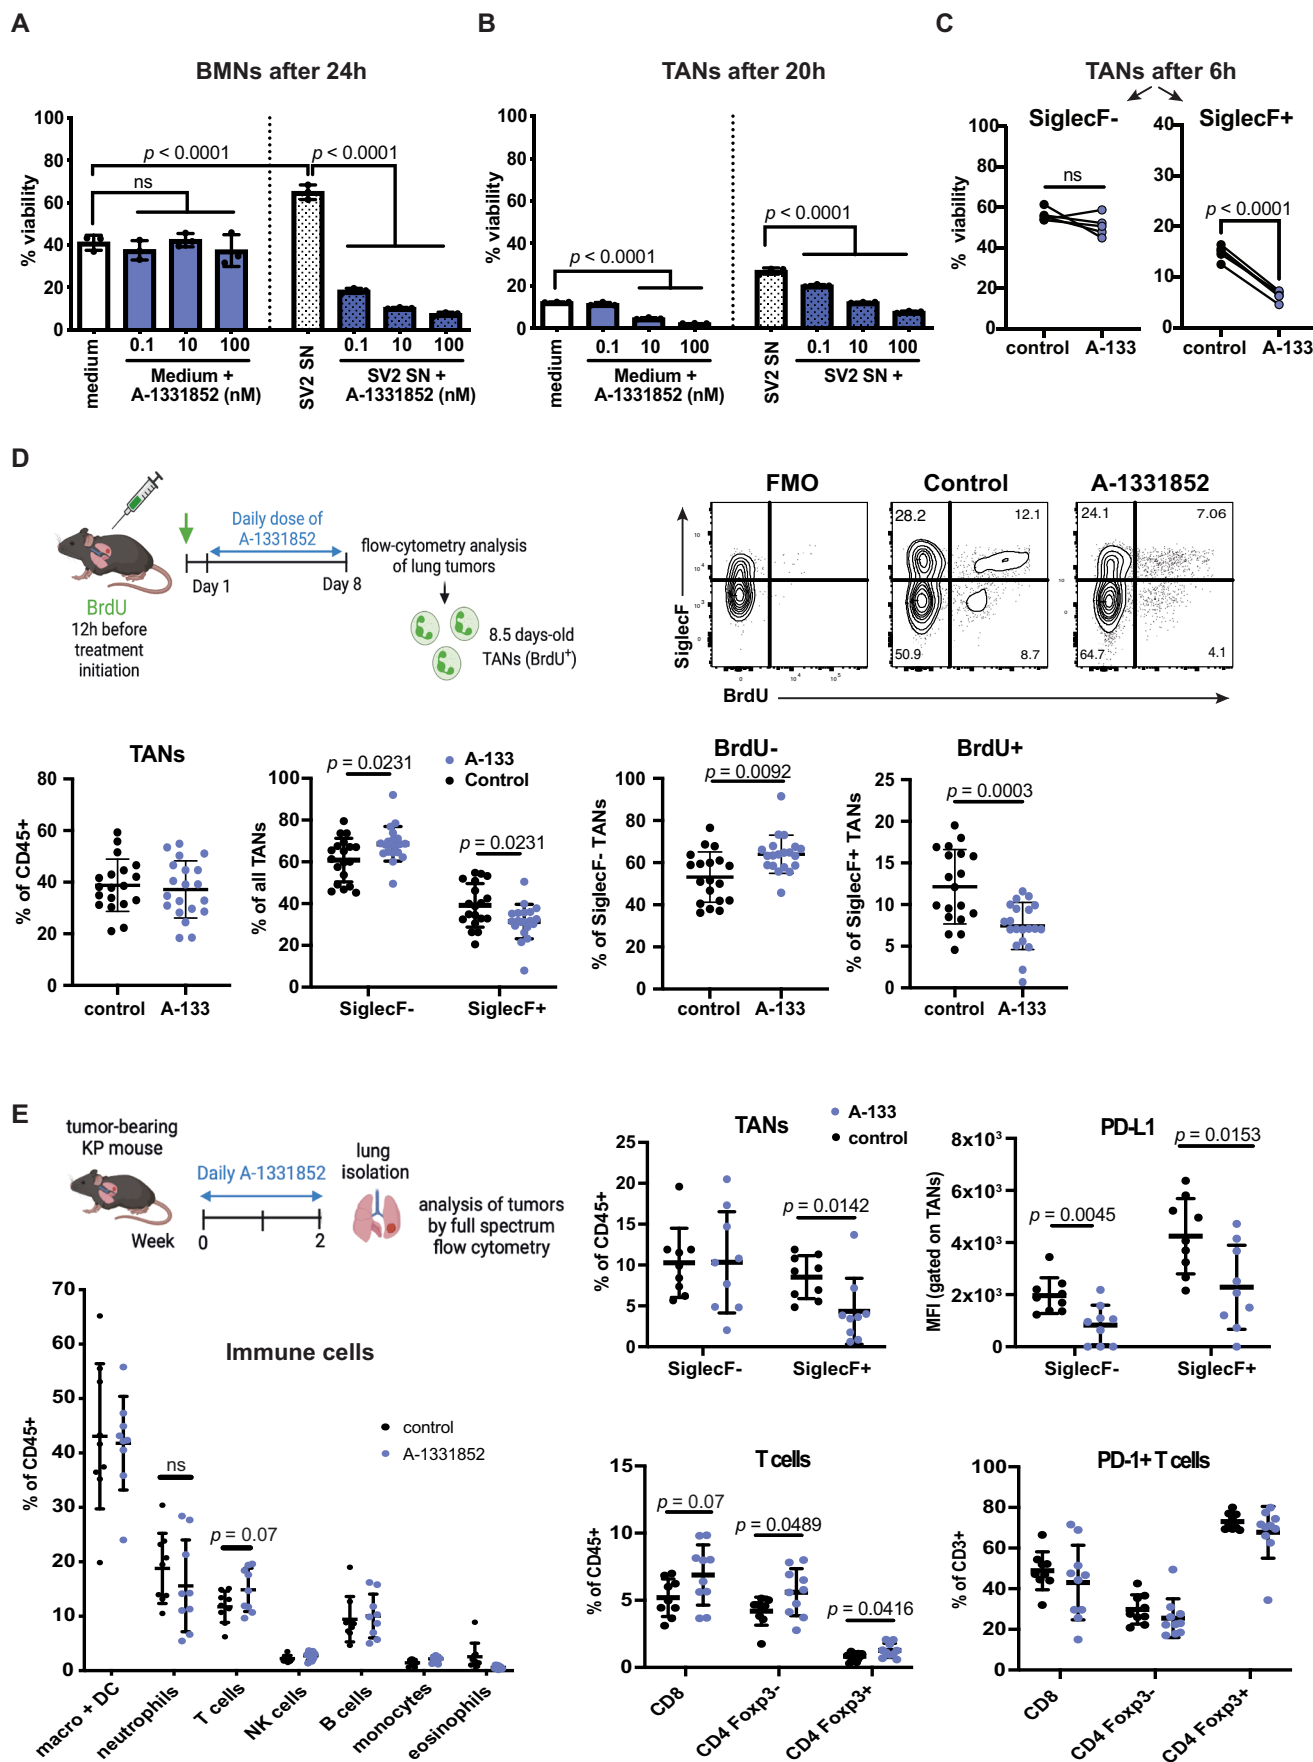 A
BMNs after 24h
% viability
100
80
60
40
20
0
p < 0.0001
p < 0.0001
ns
medium
0.1 10 100
Medium +
A-1331852 (nM)
SV2 SN
0.1 10 100
SV2 SN +
A-1331852 (nM)
B
TANs after 20h
% viability
100
80
60
40
20
0
p < 0.0001
p < 0.0001
medium
0.1 10 100
Medium +
A-1331852 (nM)
SV2 SN
0.1 10 100
SV2 SN +
C
TANs after 6h
SiglecF-
SiglecF+
% viability
100
80
60
40
20
0
ns
control A-133
40
30
20
10
0
p < 0.0001
control A-133
D
Daily dose of
A-1331852
Day 1
Day 8
BrdU
12h before
treatment
initiation
flow-cytometry analysis
of lung tumors
8.5 days-old
TANs (BrdU+)
FMO
Control
A-1331852
28.2
12.1
50.9
8.7
24.1
7.06
64.7
4.1
SiglecF
BrdU
TANs
% of CD45+
80
60
40
20
0
control A-133
p = 0.0231
A-133
Control
p = 0.0231
% of all TANs
100
80
60
40
20
0
SiglecF-
SiglecF+
BrdU-
p = 0.0092
% of SiglecF- TANs
100
80
60
40
20
0
control A-133
BrdU+
p = 0.0003
% of SiglecF+ TANs
25
20
15
10
5
0
control A-133
E
tumor-bearing
KP mouse
Daily A-1331852
Week
0
2
lung
isolation
analysis of tumors
by full spectrum
flow cytometry
Immune cells
% of CD45+
70
60
50
40
30
20
10
0
ns
p = 0.07
control
A-1331852
macro + DC
neutrophils
T cells
NK cells
B cells
monocytes
eosinophils
TANs
A-133
control
% of CD45+
25
20
15
10
5
0
p = 0.0142
SiglecF-
SiglecF+
PD-L1
MFI (gated on TANs)
8x10³
6x10³
4x10³
2x10³
0
p = 0.0045
p = 0.0153
SiglecF-
SiglecF+
T cells
% of CD45+
15
10
5
0
p = 0.07
p = 0.0489
p = 0.0416
CD8
CD4 Foxp3-
CD4 Foxp3+
PD-1+ T cells
% of CD3+
100
80
60
40
20
0
CD8
CD4 Foxp3-
CD4 Foxp3+